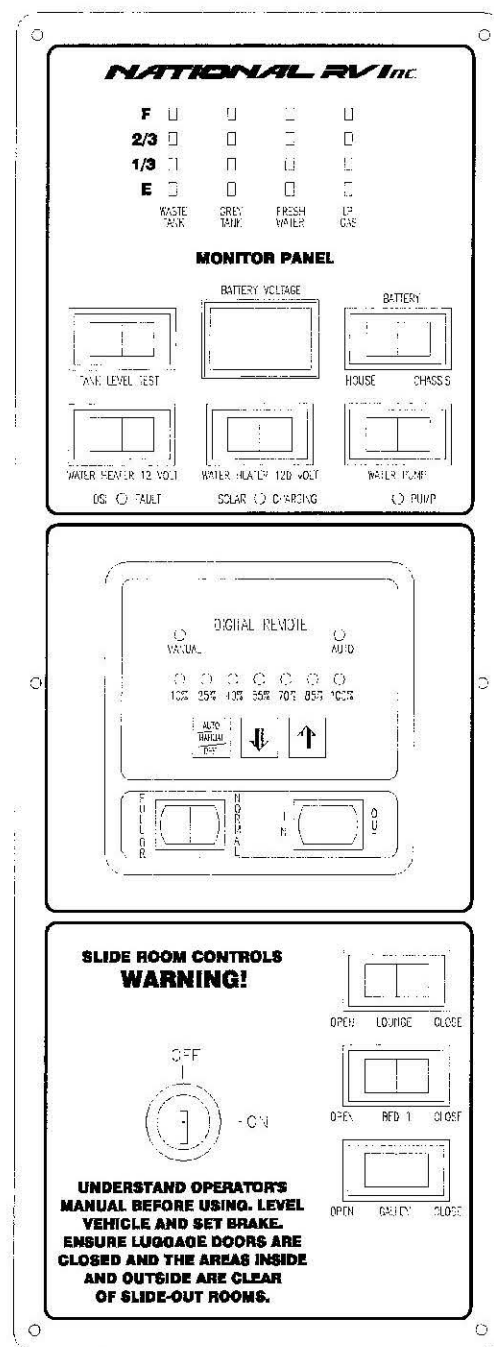 NATIONAL RV INC.
F
2/3
1/3
E
WASTE TANK
GREY TANK
FRESH WATER
LP GAS
MONITOR PANEL
BATTERY VOLTAGE
BATTERY
TANK LEVEL TEST
HOUSE CHASSIS
WATER HEATER 12 VOLT
WATER HEATER 120 VOLT
WATER PUMP
DSI FAULT
SOLAR CHARGING
PUMP
DIGITAL REMOTE
MANUAL AUTO
10% 25% 40% 55% 70% 85% 100%
AUTO
MANUAL
NORMAL
IN
OUT
SLIDE ROOM CONTROLS
WARNING!
OPEN LOUNGE CLOSE
OFF
ON
OPEN BED 1 CLOSE
OPEN GALLEY CLOSE
UNDERSTAND OPERATOR'S
MANUAL BEFORE USING. LEVEL
VEHICLE AND SET BRAKE.
ENSURE LUGGAGE DOORS ARE
CLOSED AND THE AREAS INSIDE
AND OUTSIDE ARE CLEAR
OF SLIDE-OUT ROOMS.